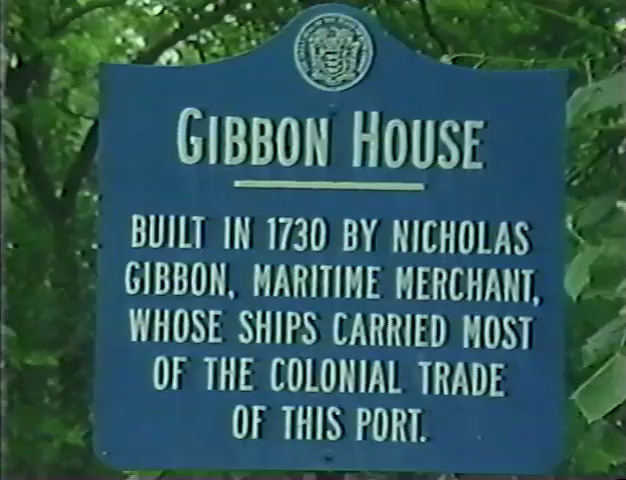 GIBBON HOUSE
BUILT IN 1730 BY NICHOLAS
GIBBON, MARITIME MERCHANT,
WHOSE SHIPS CARRIED MOST
OF THE COLONIAL TRADE
OF THIS PORT.